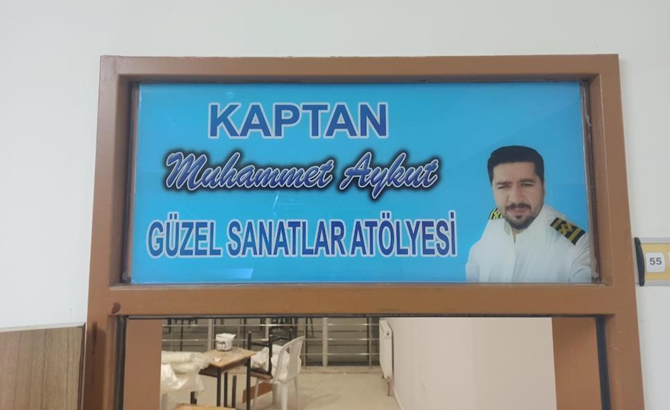 KAPTAN
Muhammet Aykut
GÜZEL SANATLAR ATÖLYESİ
55